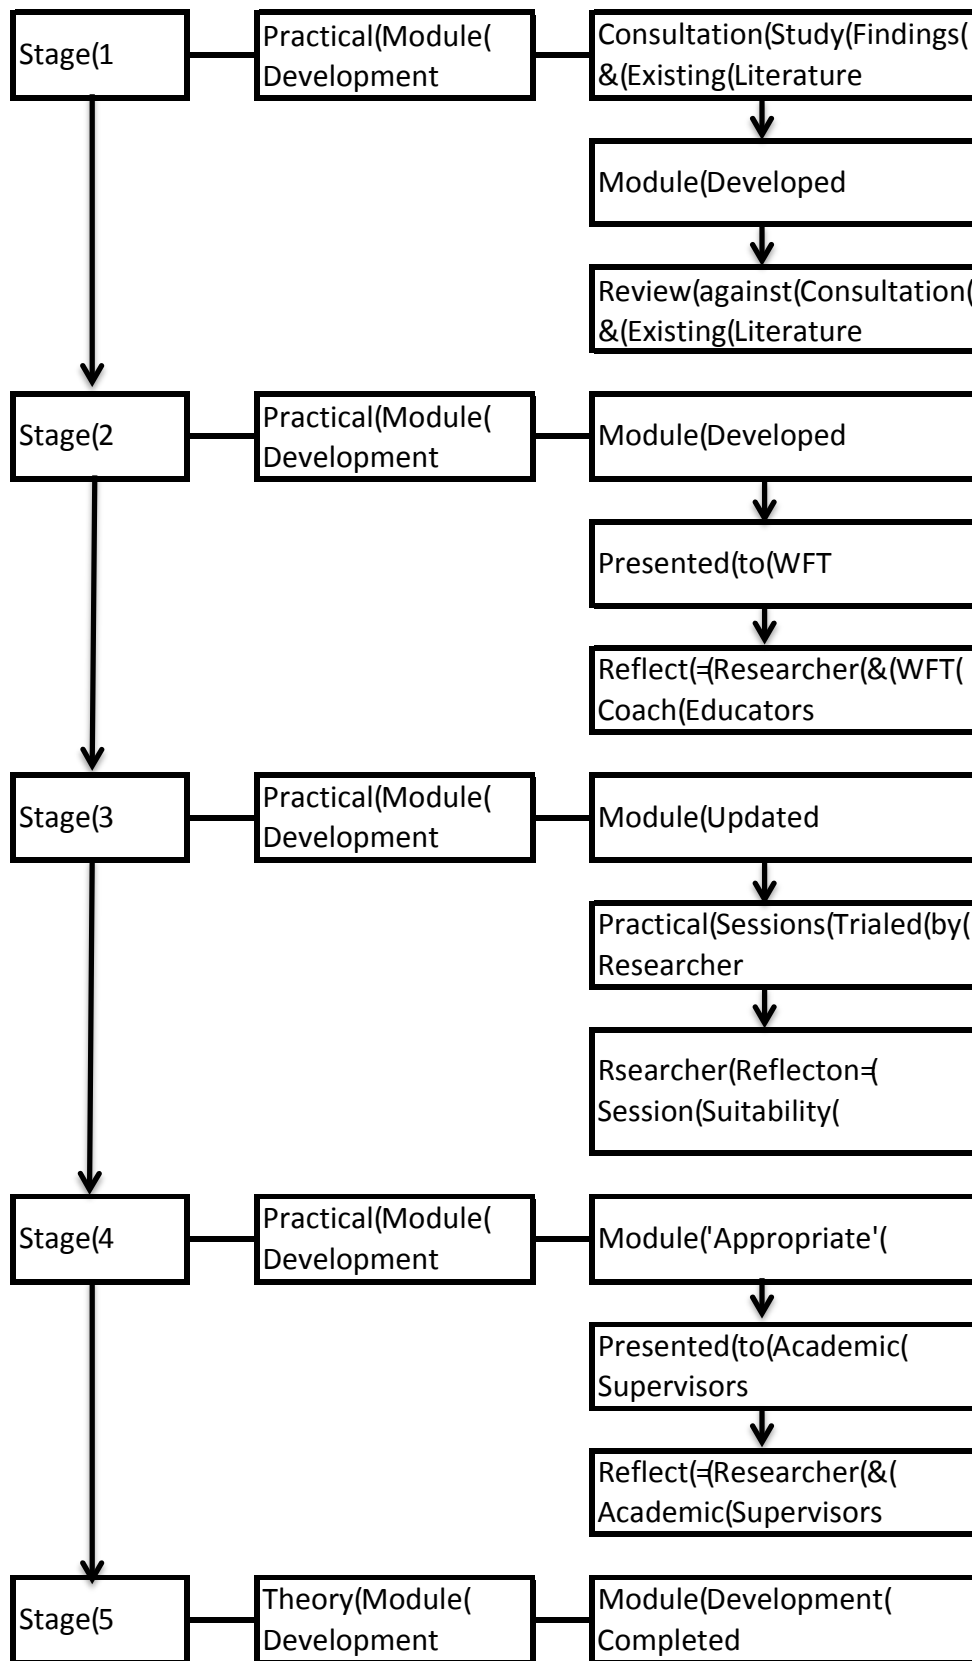 Stage(1
Practical(Module(
Development
Consultation(Study(Findings(
&(Existing(Literature
Module(Developed
Review(against(Consultation(
&(Existing(Literature
Stage(2
Practical(Module(
Development
Module(Developed
Presented(to(WFT
Reflect(=(Researcher(&(WFT(
Coach(Educators
Stage(3
Practical(Module(
Development
Module(Updated
Practical(Sessions(Trialed(by(
Researcher
Rsearcher(Reflecton=(
Session(Suitability(
Stage(4
Practical(Module(
Development
Module('Appropriate'(
Presented(to(Academic(
Supervisors
Reflect(=(Researcher(&(
Academic(Supervisors
Stage(5
Theory(Module(
Development
Module(Development(
Completed